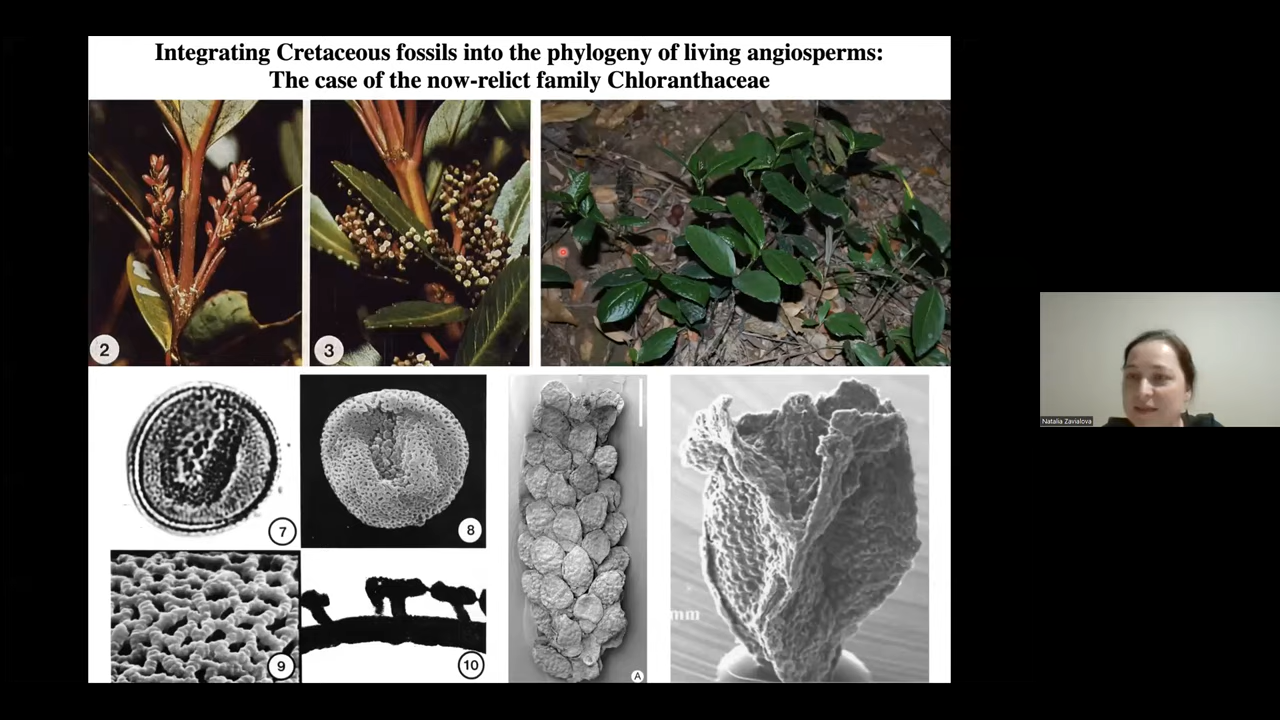 Integrating Cretaceous fossils into the phylogeny of living angiosperms:
The case of the now-relict family Chloranthaceae
2
3
7
8
9
10
A
mm
Natalia Zavialova